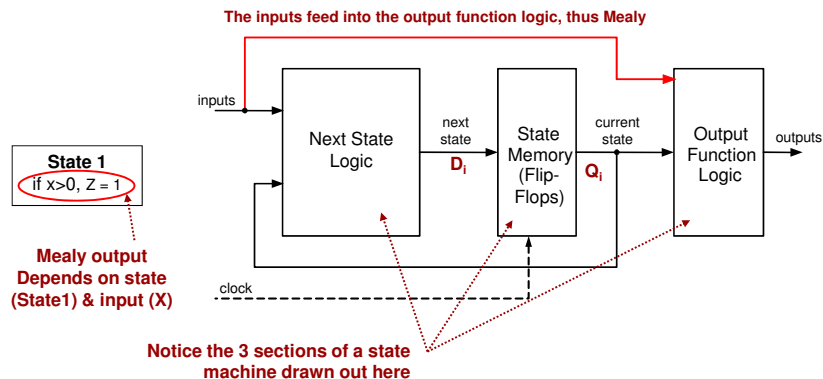 The inputs feed into the output function logic, thus Mealy
inputs
Next State
Logic
next
state
D_i
State
Memory
(Flip-
Flops)
current
state
Q_i
Output
Function
Logic
outputs
clock
State 1
if x>0, Z = 1
Mealy output
Depends on state
(State1) & input (X)
Notice the 3 sections of a state
machine drawn out here